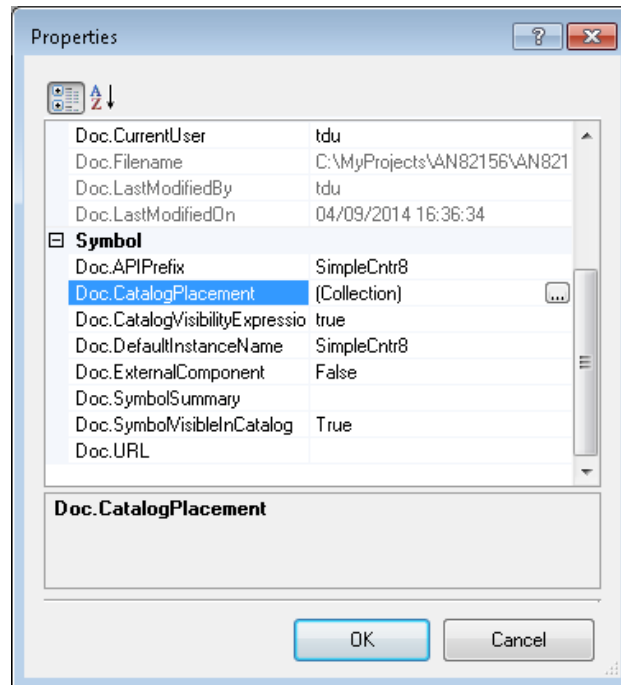 Properties
Doc.CurrentUser tdu
Doc.Filename C:\MyProjects\AN82156\AN821
Doc.LastModifiedBy tdu
Doc.LastModifiedOn 04/09/2014 16:36:34
Symbol
Doc.APIPrefix SimpleCntr8
Doc.CatalogPlacement (Collection) ...
Doc.CatalogVisibilityExpressio true
Doc.DefaultInstanceName SimpleCntr8
Doc.ExternalComponent False
Doc.SymbolSummary
Doc.SymbolVisibleInCatalog True
Doc.URL
Doc.CatalogPlacement
OK Cancel